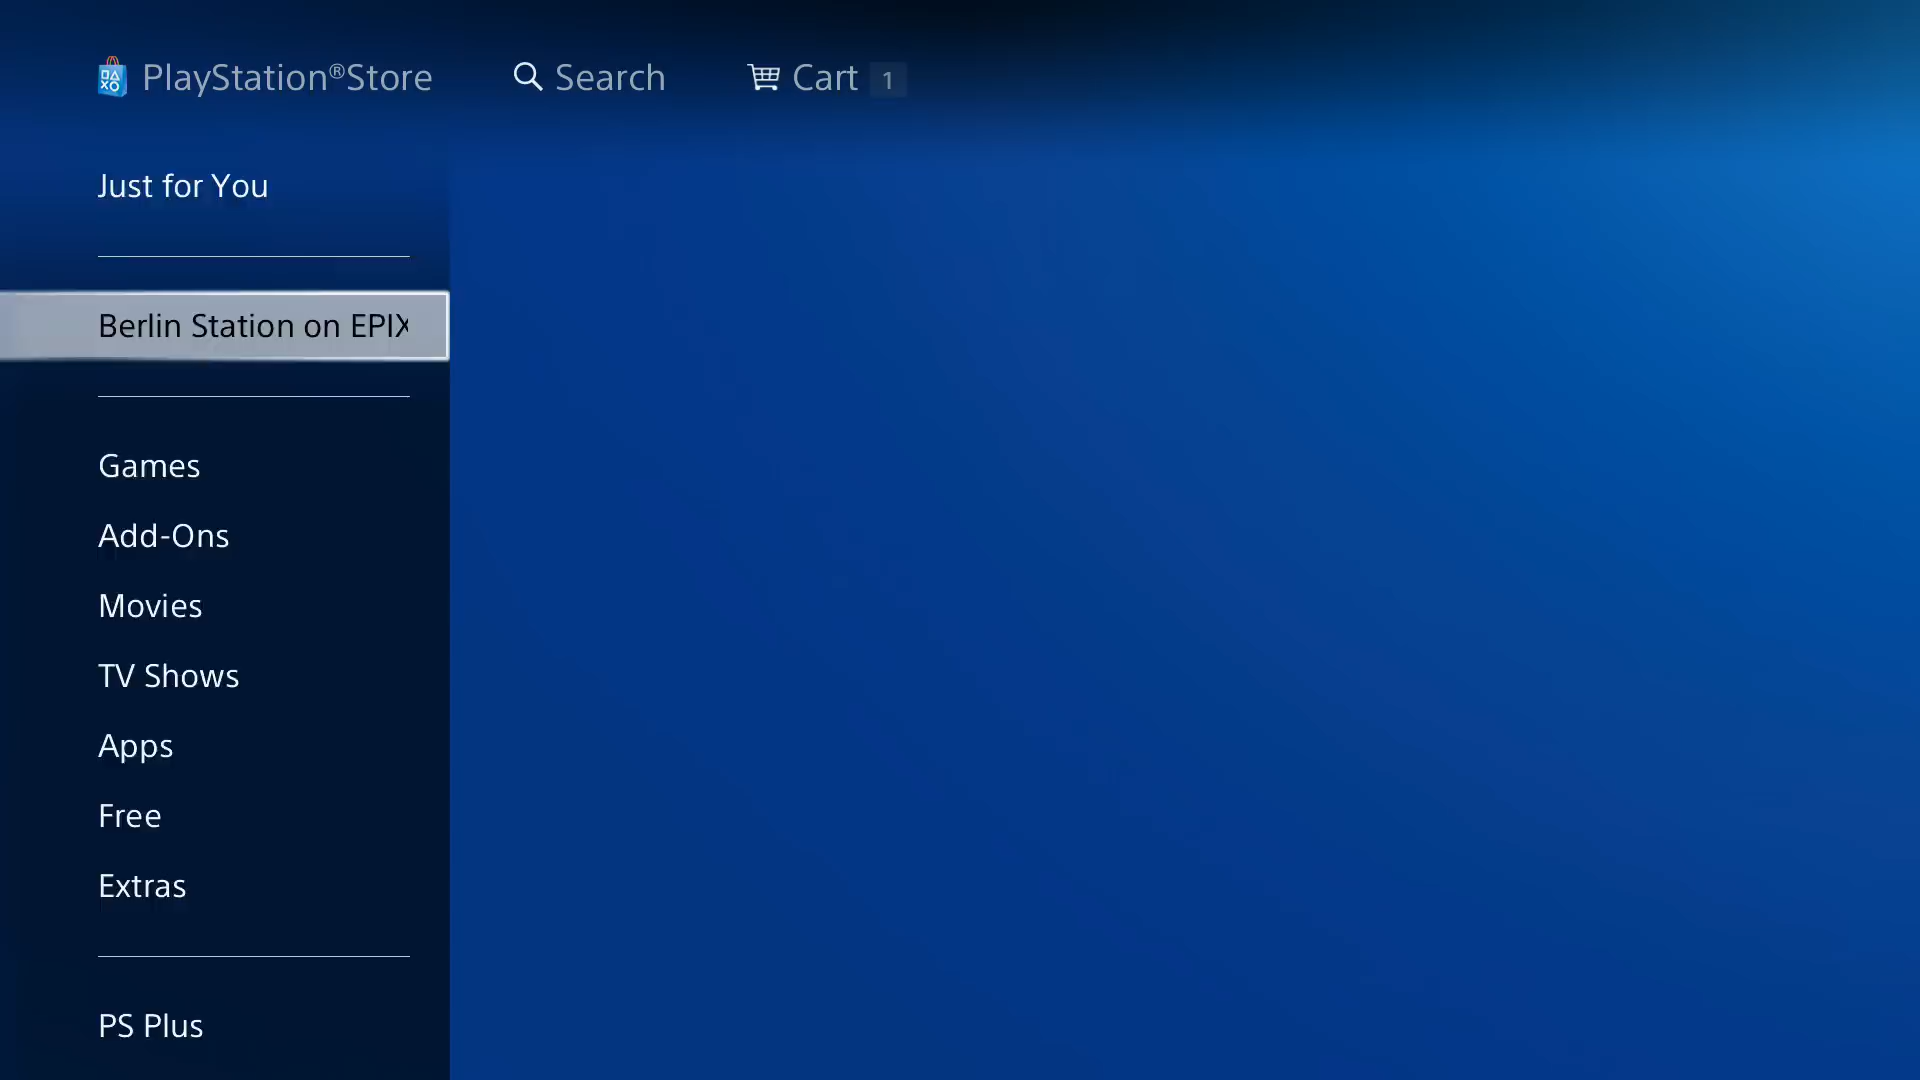 PlayStation®Store
Search
Cart 1
Just for You
Berlin Station on EPIX
Games
Add-Ons
Movies
TV Shows
Apps
Free
Extras
PS Plus